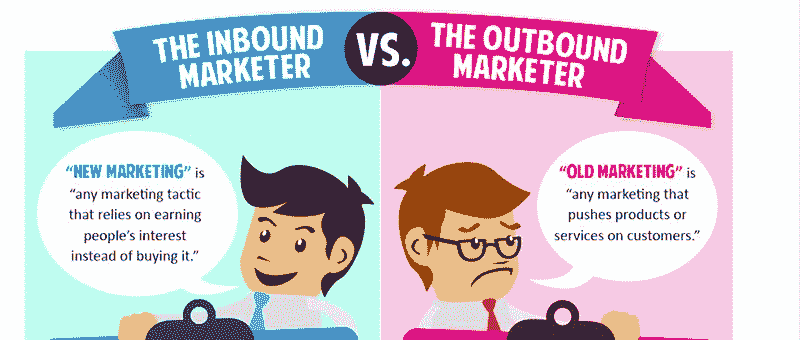 THE INBOUND
MARKETER
VS.
THE OUTBOUND
MARKETER
“NEW MARKETING” is
“any marketing tactic
that relies on earning
people’s interest
instead of buying it.”
“OLD MARKETING” is
“any marketing that
pushes products or
services on customers.”